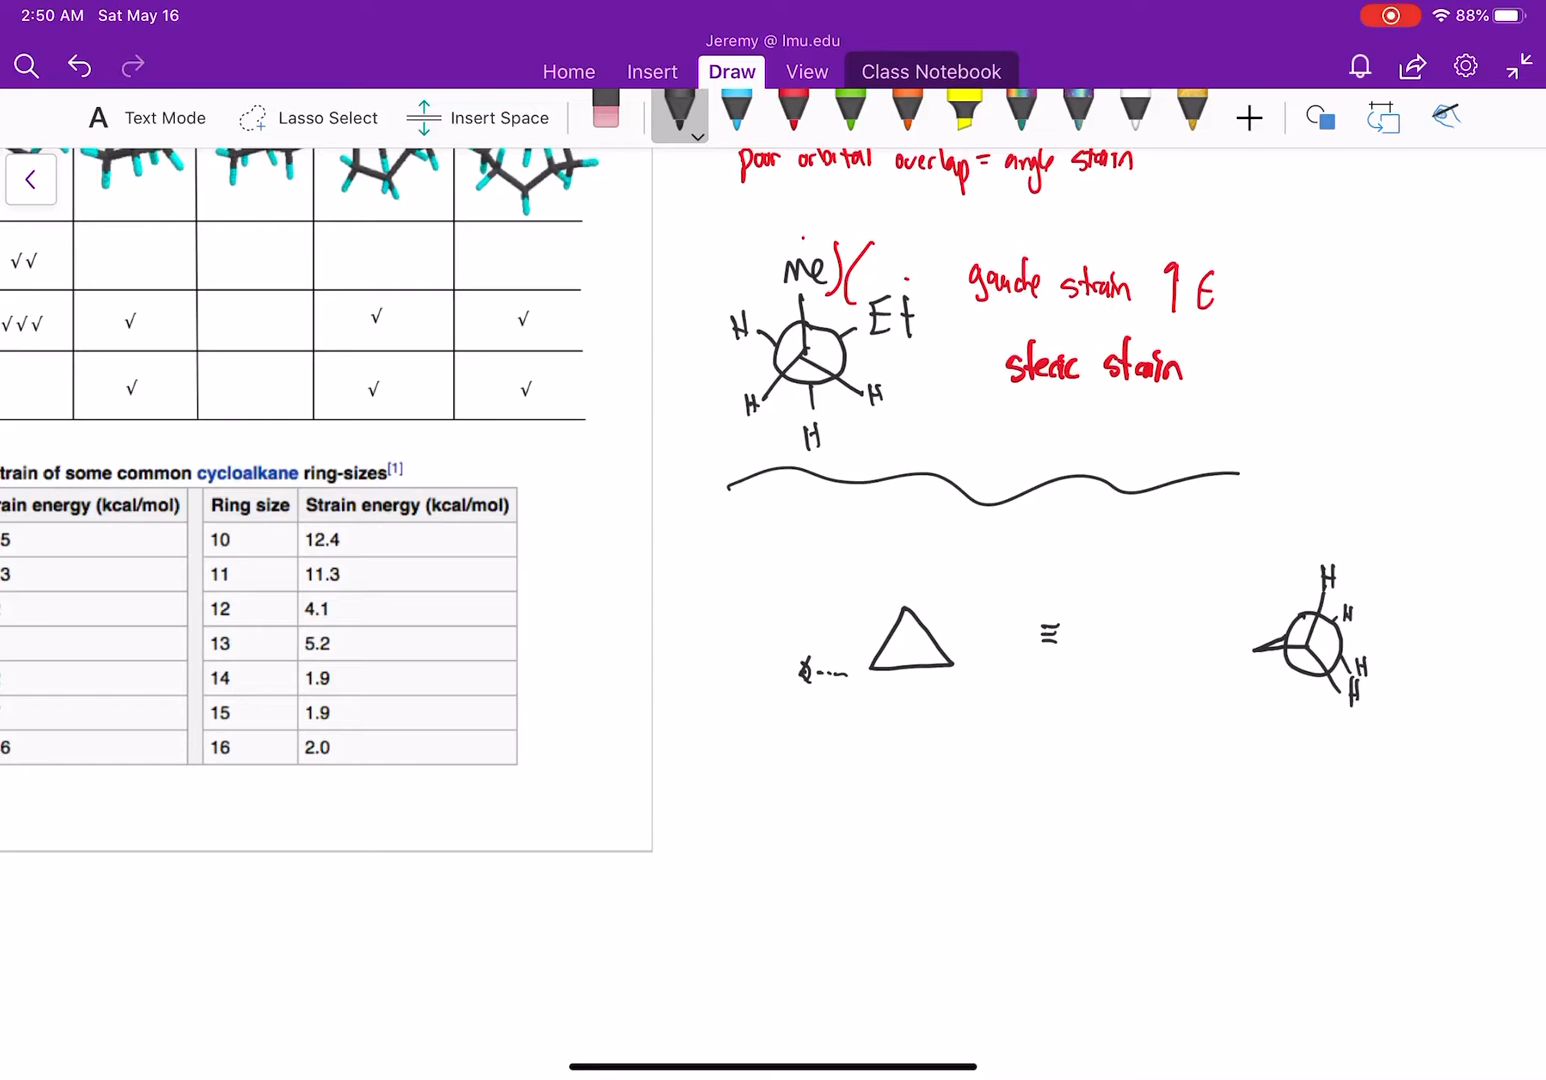 2:50 AM Sat May 16
88%
Jeremy @ lmu.edu
Home Insert Draw View Class Notebook
A Text Mode Lasso Select Insert Space
poor orbital overlap = angle strain
√√
√√√ √ √ √
√ √ √
me Et
H
H H
H
gauche strain ↑ E
steric strain
train of some common cycloalkane ring-sizes[1]
rain energy (kcal/mol) Ring size Strain energy (kcal/mol)
5 10 12.4
3 11 11.3
12 4.1
13 5.2
14 1.9
15 1.9
6 16 2.0
≡
H
H
H
H